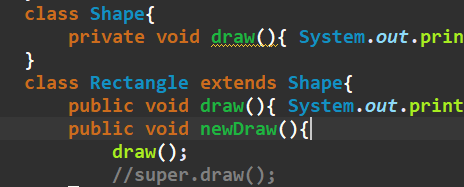 class Shape{
    private void draw(){ System.out.prin
}
class Rectangle extends Shape{
    public void draw(){ System.out.print
    public void newDraw(){
        draw();
        //super.draw();